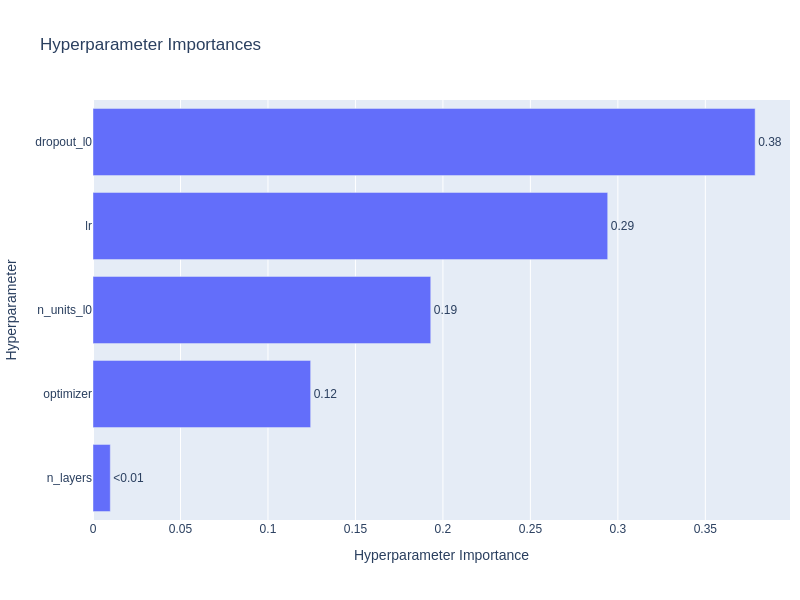 Hyperparameter Importances
dropout_l0
0.38
lr
0.29
n_units_l0
0.19
optimizer
0.12
n_layers
<0.01
0
0.05
0.1
0.15
0.2
0.25
0.3
0.35
Hyperparameter Importance
Hyperparameter